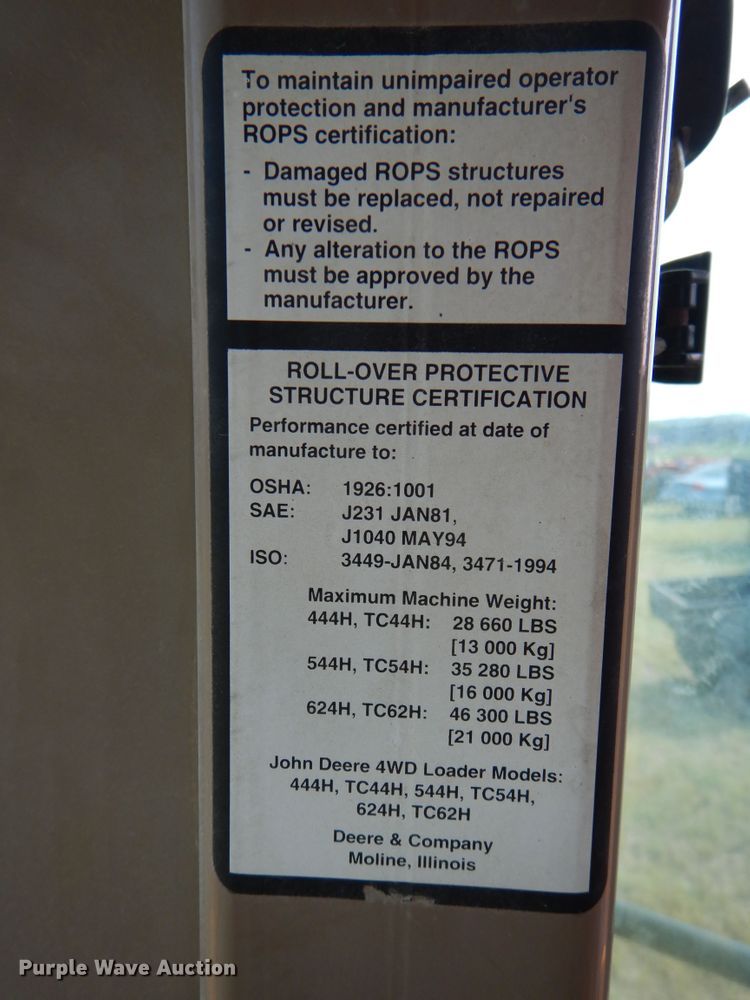 To maintain unimpaired operator
protection and manufacturer's
ROPS certification:
- Damaged ROPS structures
must be replaced, not repaired
or revised.
- Any alteration to the ROPS
must be approved by the
manufacturer.
ROLL-OVER PROTECTIVE
STRUCTURE CERTIFICATION
Performance certified at date of
manufacture to:
OSHA: 1926:1001
SAE: J231 JAN81,
J1040 MAY94
ISO: 3449-JAN84, 3471-1994
Maximum Machine Weight:
444H, TC44H: 28 660 LBS
[13 000 Kg]
544H, TC54H: 35 280 LBS
[16 000 Kg]
624H, TC62H: 46 300 LBS
[21 000 Kg]
John Deere 4WD Loader Models:
444H, TC44H, 544H, TC54H,
624H, TC62H
Deere & Company
Moline, Illinois
Purple Wave Auction